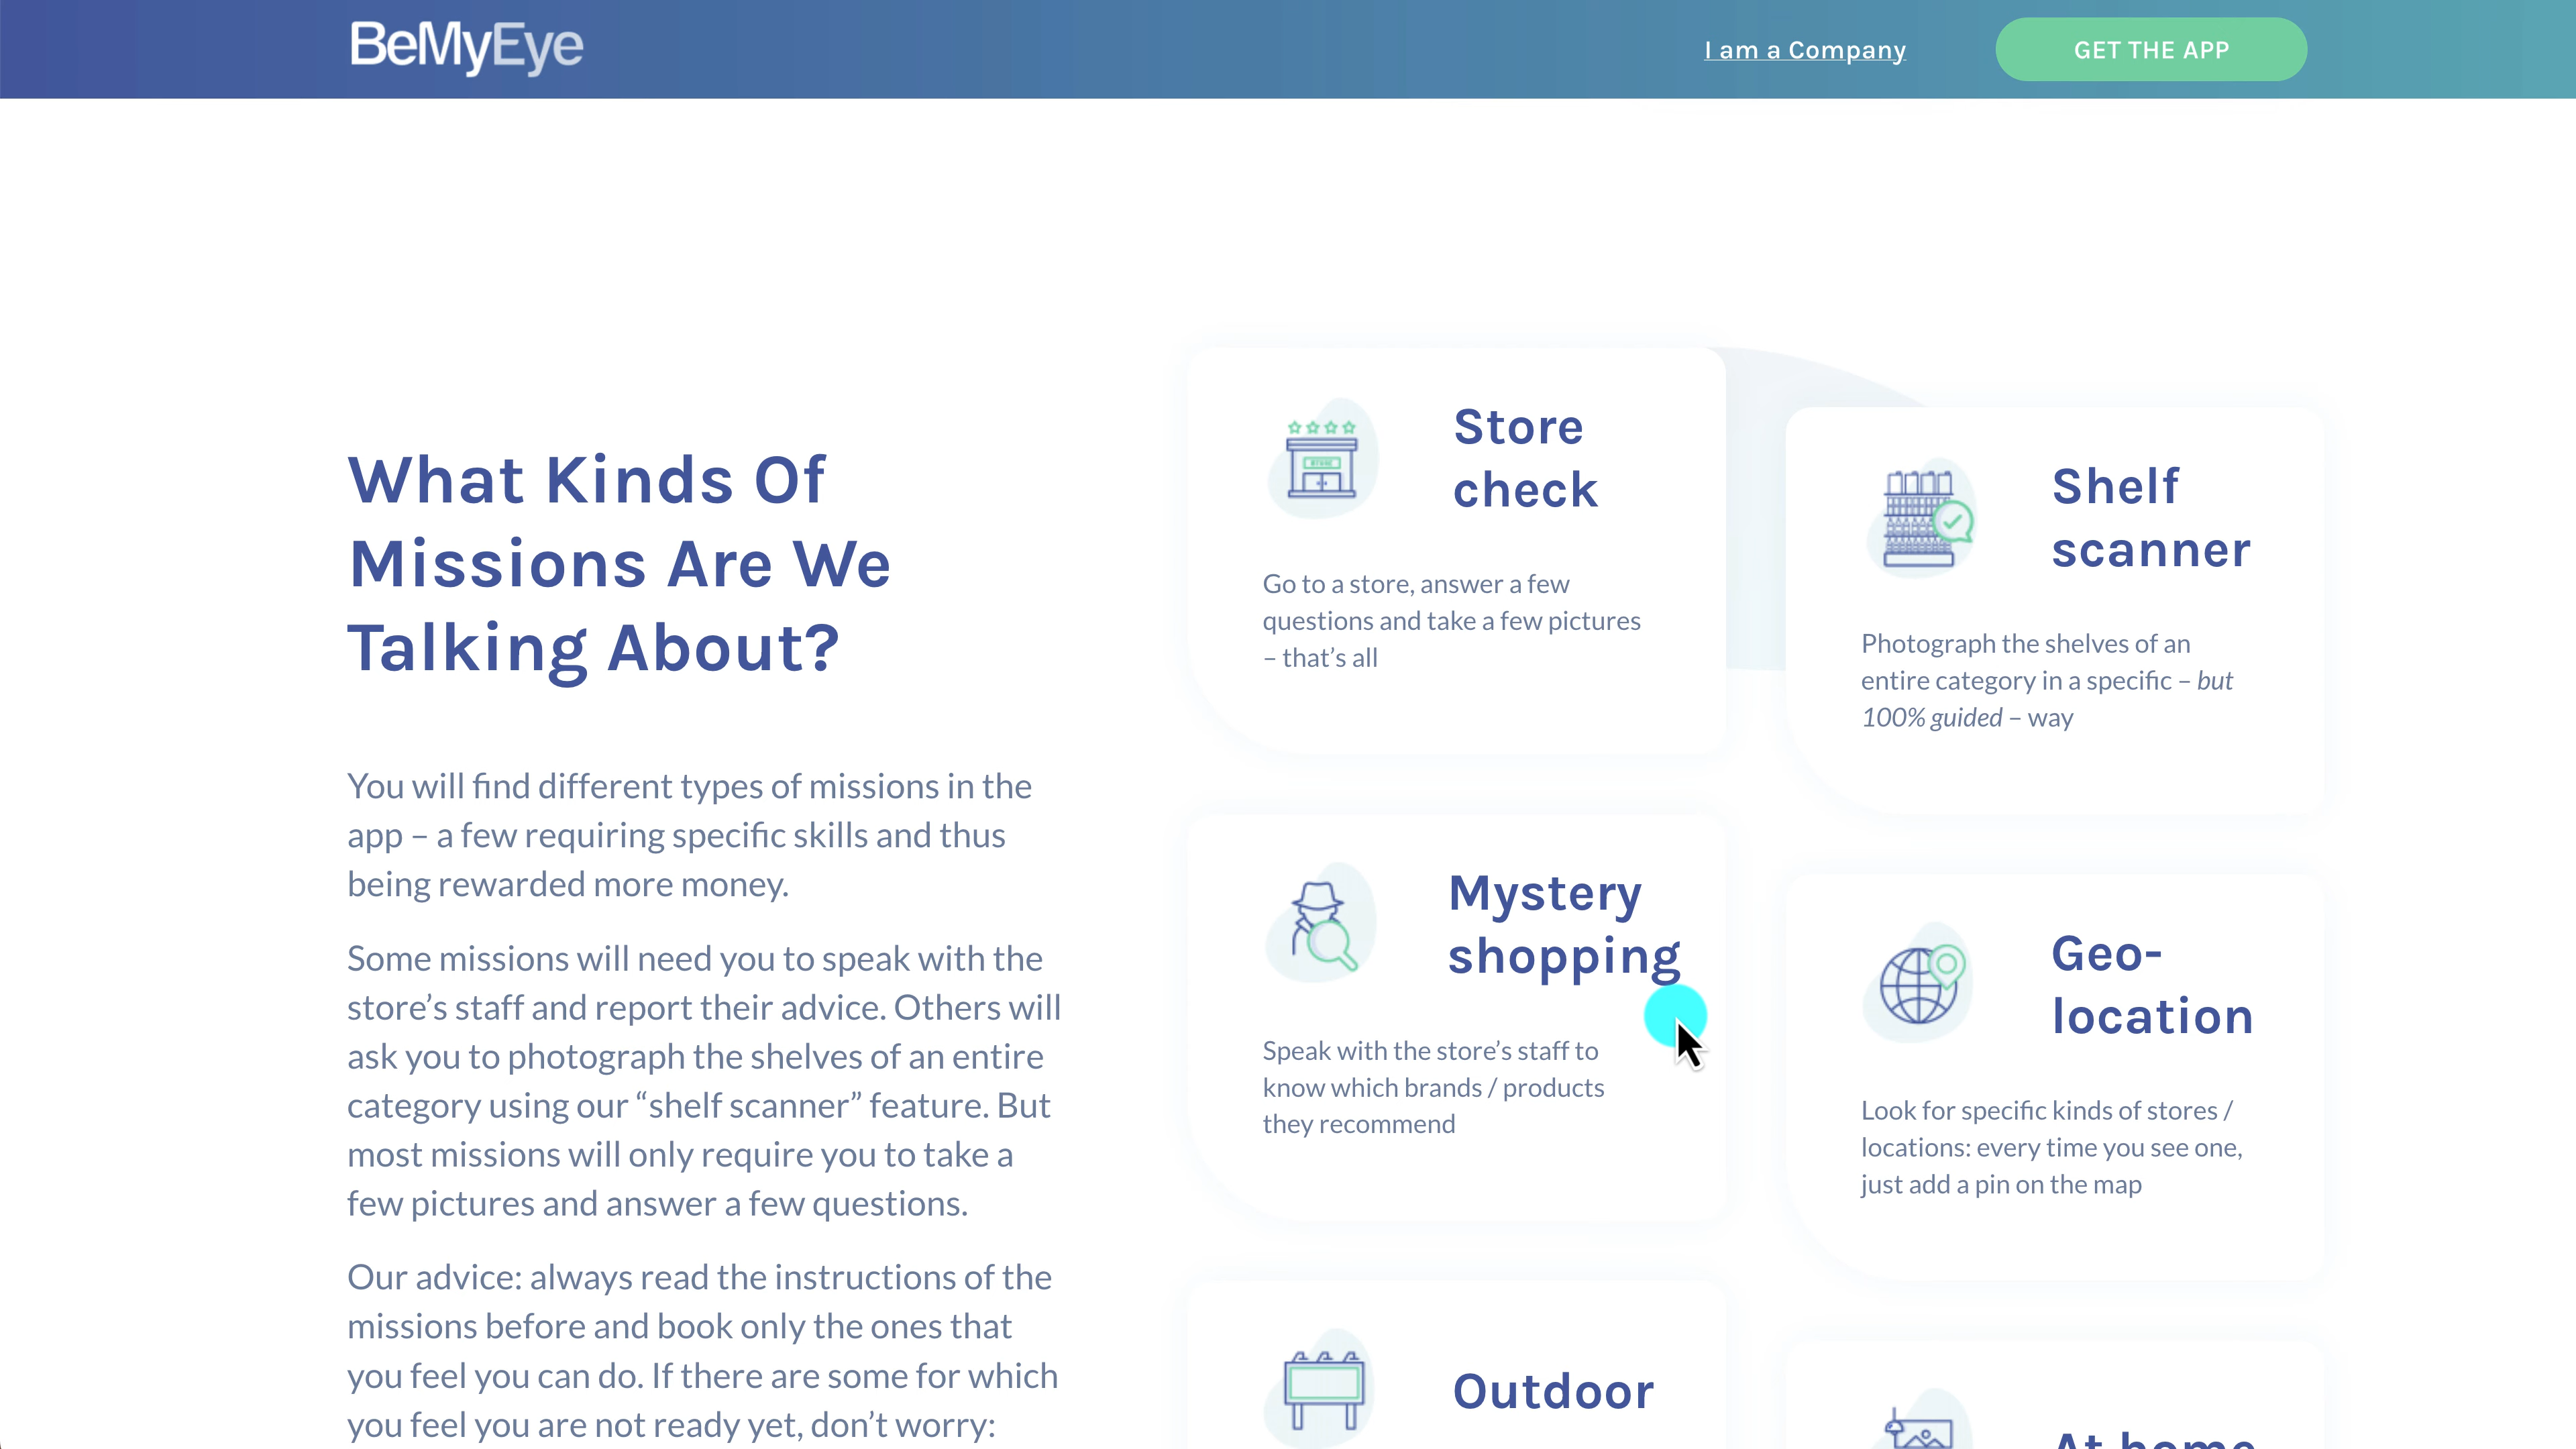 BeMyEye
I am a Company
GET THE APP
What Kinds Of
Missions Are We
Talking About?
You will find different types of missions in the
app – a few requiring specific skills and thus
being rewarded more money.
Some missions will need you to speak with the
store’s staff and report their advice. Others will
ask you to photograph the shelves of an entire
category using our “shelf scanner” feature. But
most missions will only require you to take a
few pictures and answer a few questions.
Our advice: always read the instructions of the
missions before and book only the ones that
you feel you can do. If there are some for which
you feel you are not ready yet, don’t worry:
STORE
Store
check
Go to a store, answer a few
questions and take a few pictures
– that’s all
Shelf
scanner
Photograph the shelves of an
entire category in a specific – but
100% guided – way
Mystery
shopping
Speak with the store’s staff to
know which brands / products
they recommend
Geo-
location
Look for specific kinds of stores /
locations: every time you see one,
just add a pin on the map
Outdoor
At home